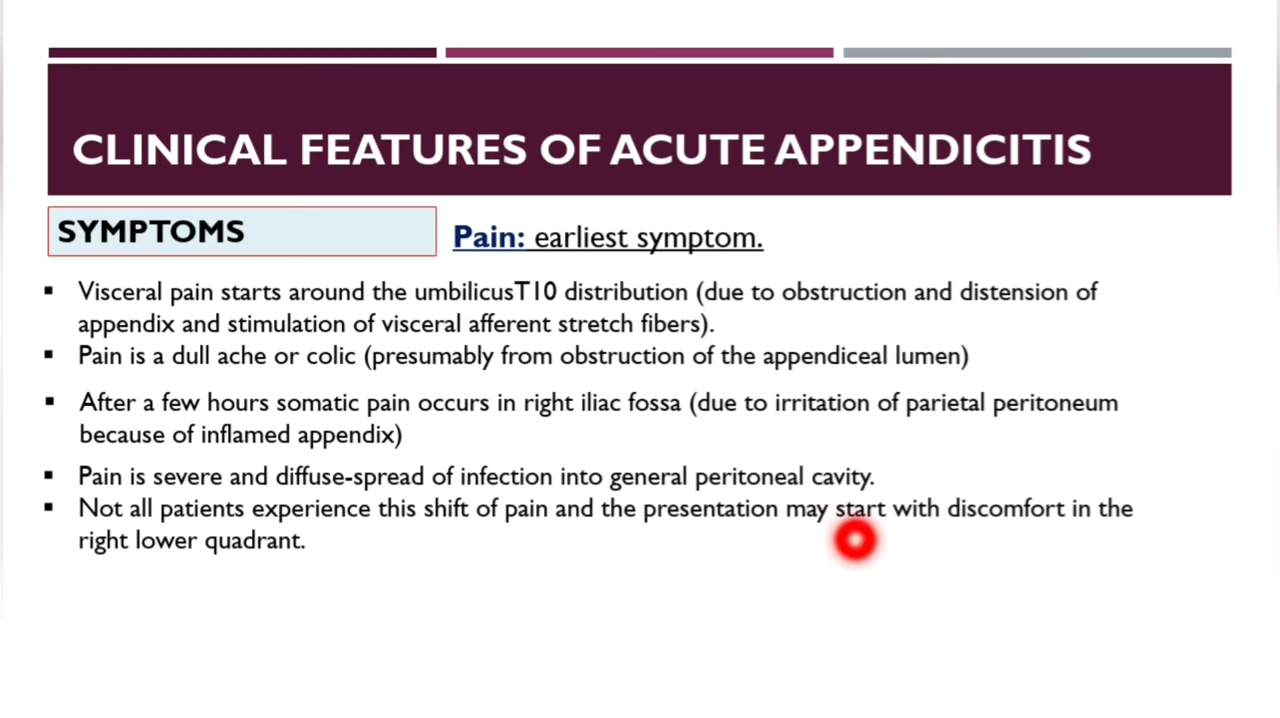 CLINICAL FEATURES OF ACUTE APPENDICITIS
SYMPTOMS
Pain: earliest symptom.
▪ Visceral pain starts around the umbilicusT10 distribution (due to obstruction and distension of
appendix and stimulation of visceral afferent stretch fibers).
▪ Pain is a dull ache or colic (presumably from obstruction of the appendiceal lumen)
▪ After a few hours somatic pain occurs in right iliac fossa (due to irritation of parietal peritoneum
because of inflamed appendix)
▪ Pain is severe and diffuse-spread of infection into general peritoneal cavity.
▪ Not all patients experience this shift of pain and the presentation may start with discomfort in the
right lower quadrant.